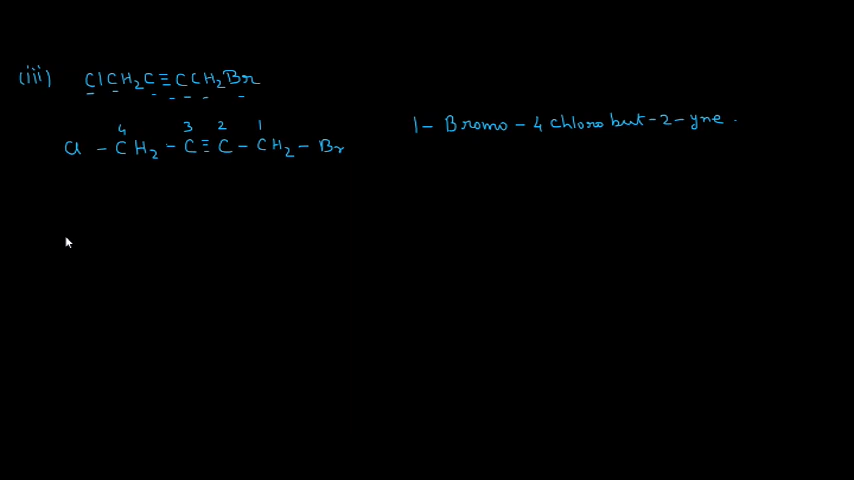 (iii) ClCH2C≡CCH2Br
4 3 2 1
Cl - CH2 - C≡C - CH2 - Br
1- Bromo - 4 chloro but - 2 - yne .